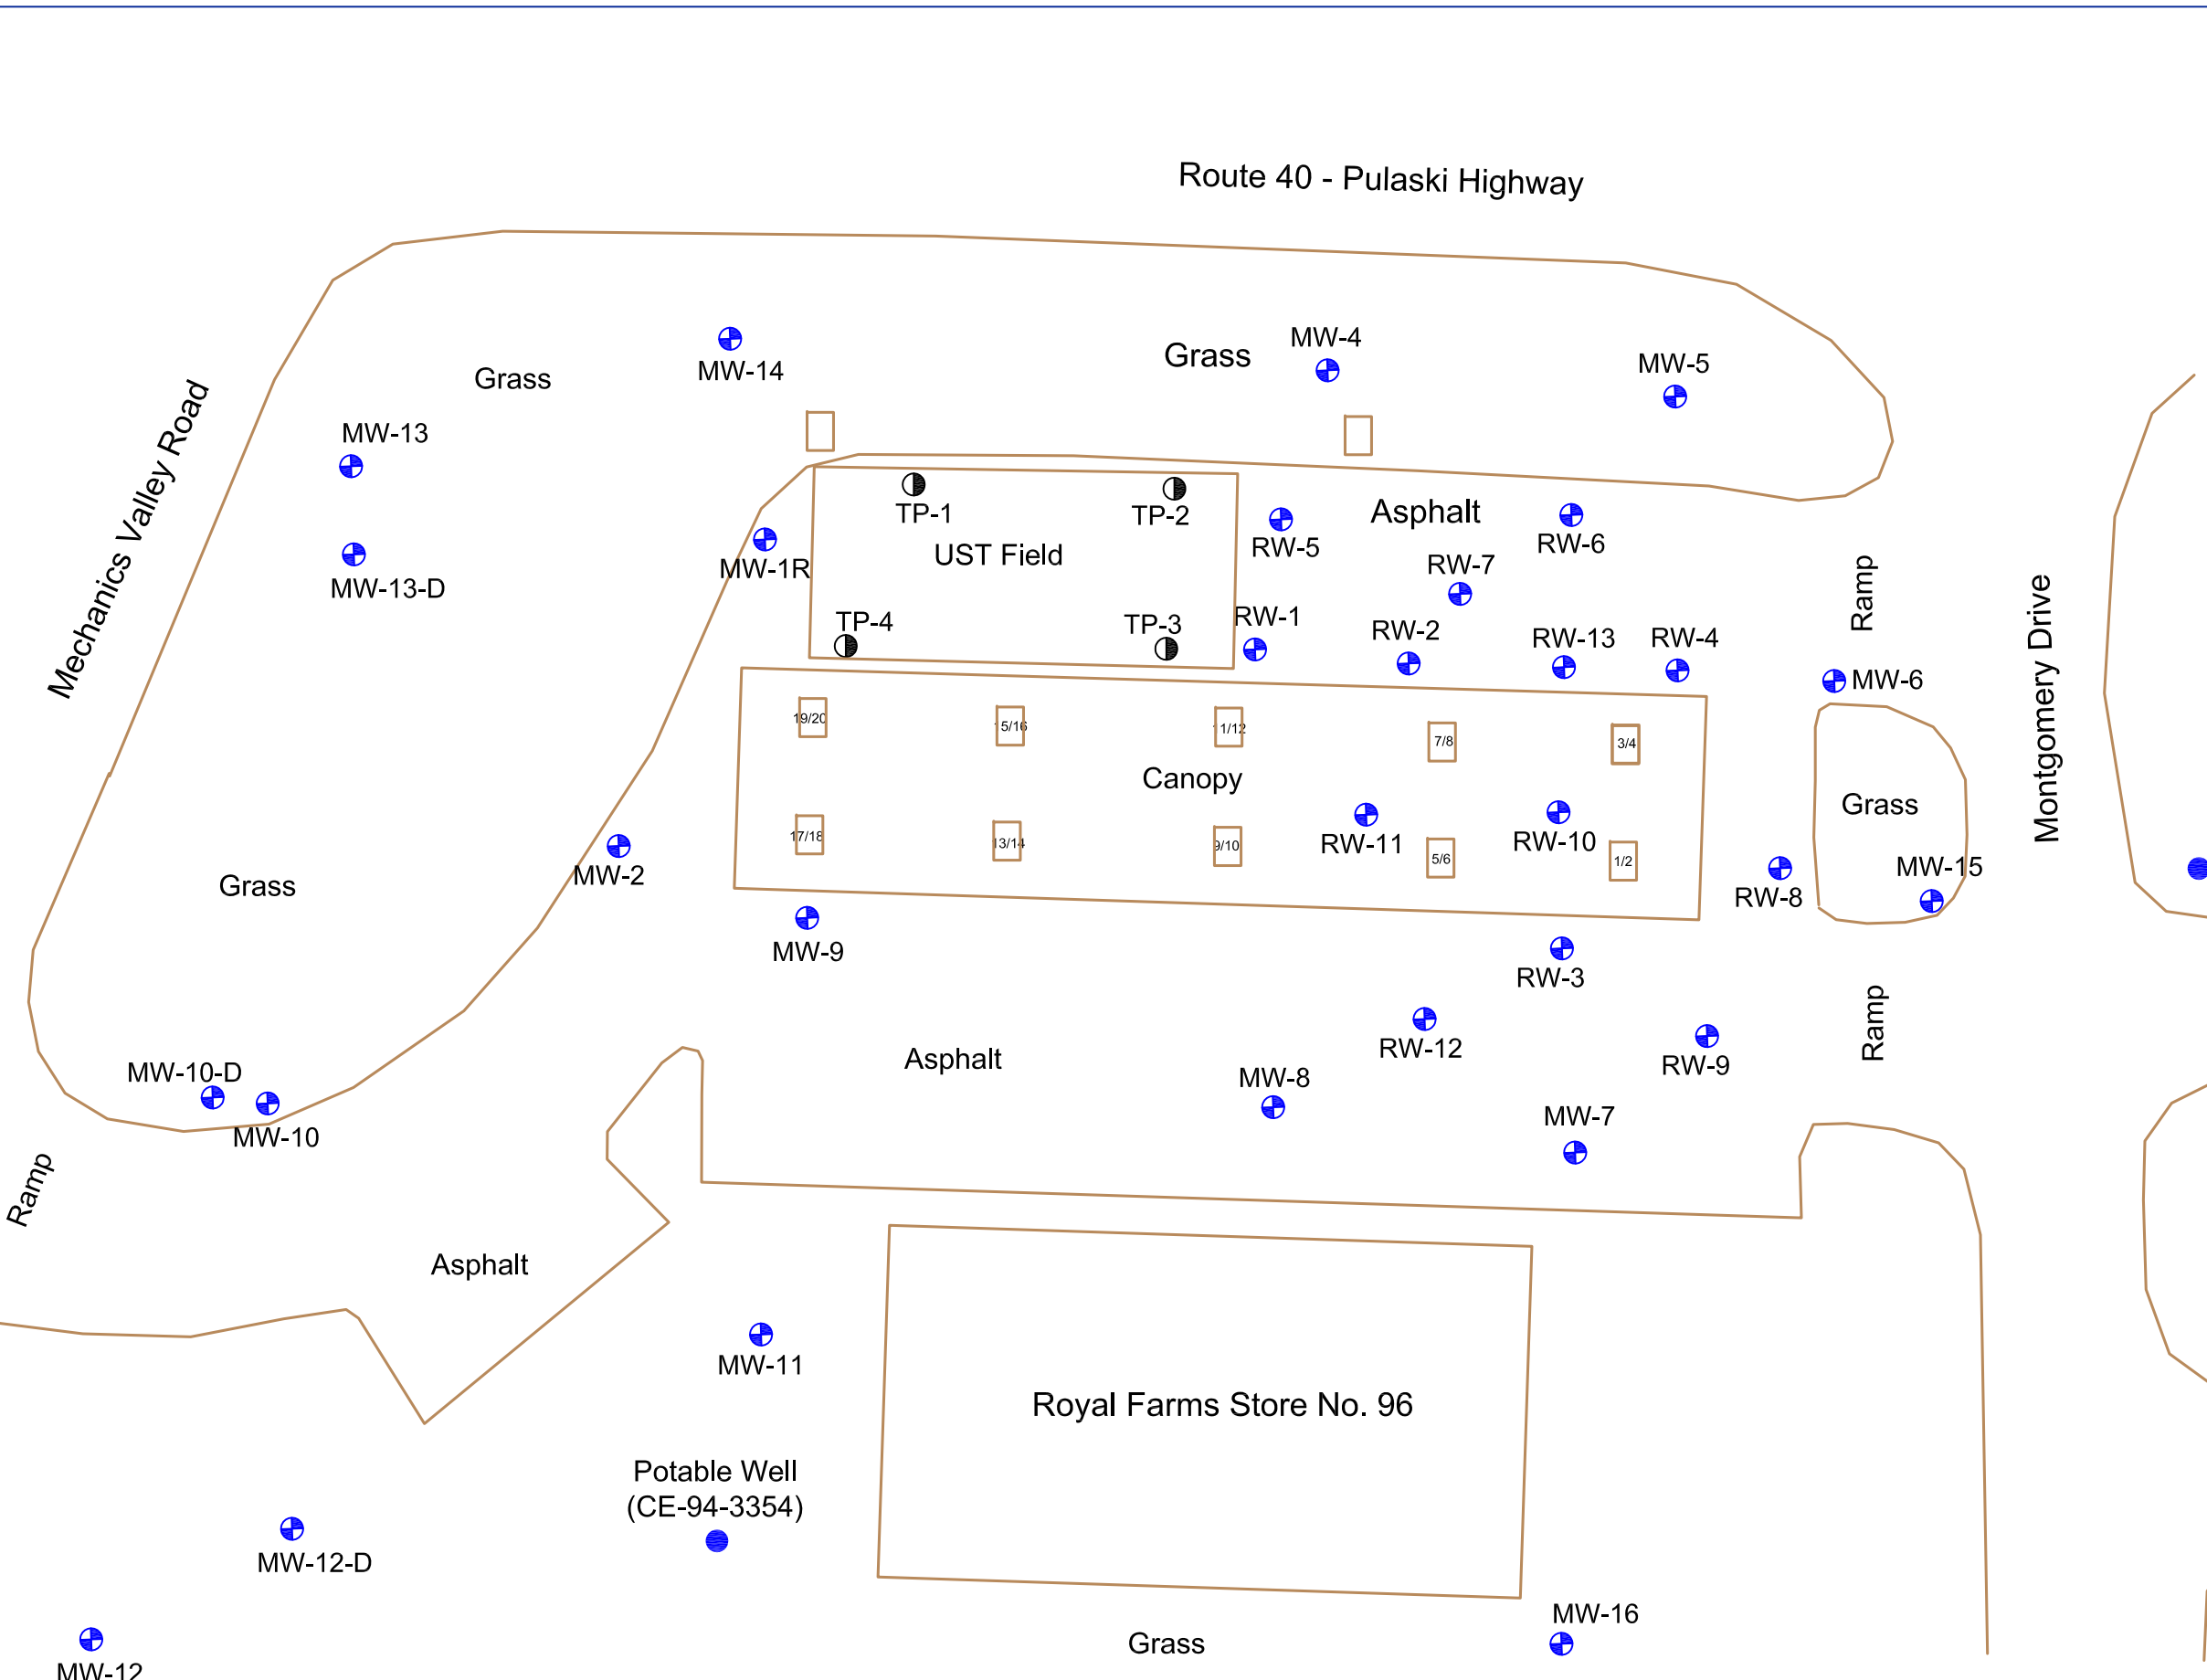 Route 40 - Pulaski Highway
MW-4
MW-14
Grass
Grass
MW-5
MW-13
Mechanics Valley Road
TP-1
TP-2
Asphalt
RW-5
RW-6
UST Field
MW-1R
RW-7
MW-13-D
Ramp
Montgomery Drive
TP-4
TP-3
RW-1
RW-2
RW-13
RW-4
MW-6
19/20
15/16
11/12
7/8
3/4
Canopy
Grass
17/18
13/14
9/10
RW-11
RW-10
5/6
1/2
MW-2
Grass
MW-15
RW-8
MW-9
RW-3
RW-12
Ramp
Asphalt
RW-9
MW-10-D
MW-8
MW-7
MW-10
Ramp
Asphalt
MW-11
Royal Farms Store No. 96
Potable Well
(CE-94-3354)
MW-12-D
MW-16
Grass
MW-12